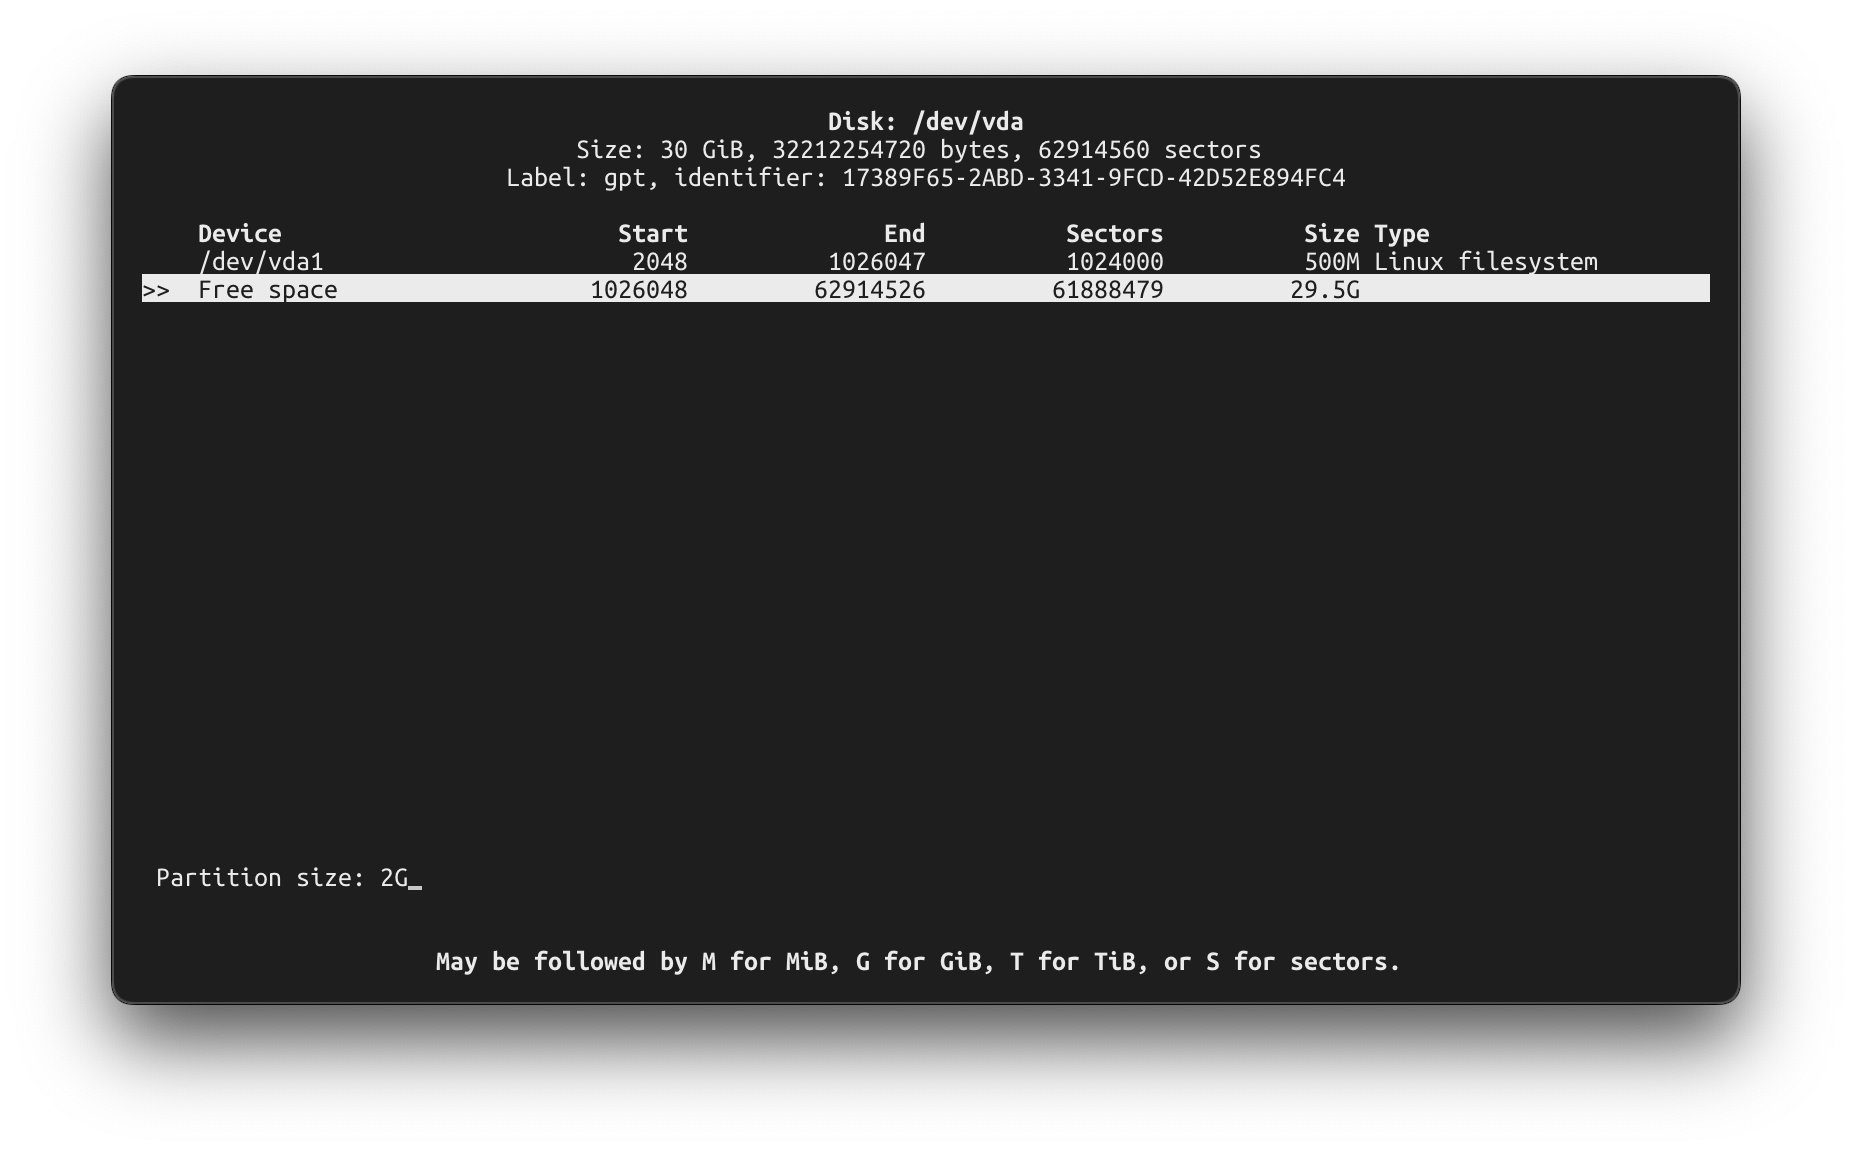 Disk: /dev/vda
Size: 30 GiB, 32212254720 bytes, 62914560 sectors
Label: gpt, identifier: 17389F65-2ABD-3341-9FCD-42D52E894FC4
Device Start End Sectors Size Type
/dev/vda1 2048 1026047 1024000 500M Linux filesystem
>> Free space 1026048 62914526 61888479 29.5G
Partition size: 2G_
May be followed by M for MiB, G for GiB, T for TiB, or S for sectors.